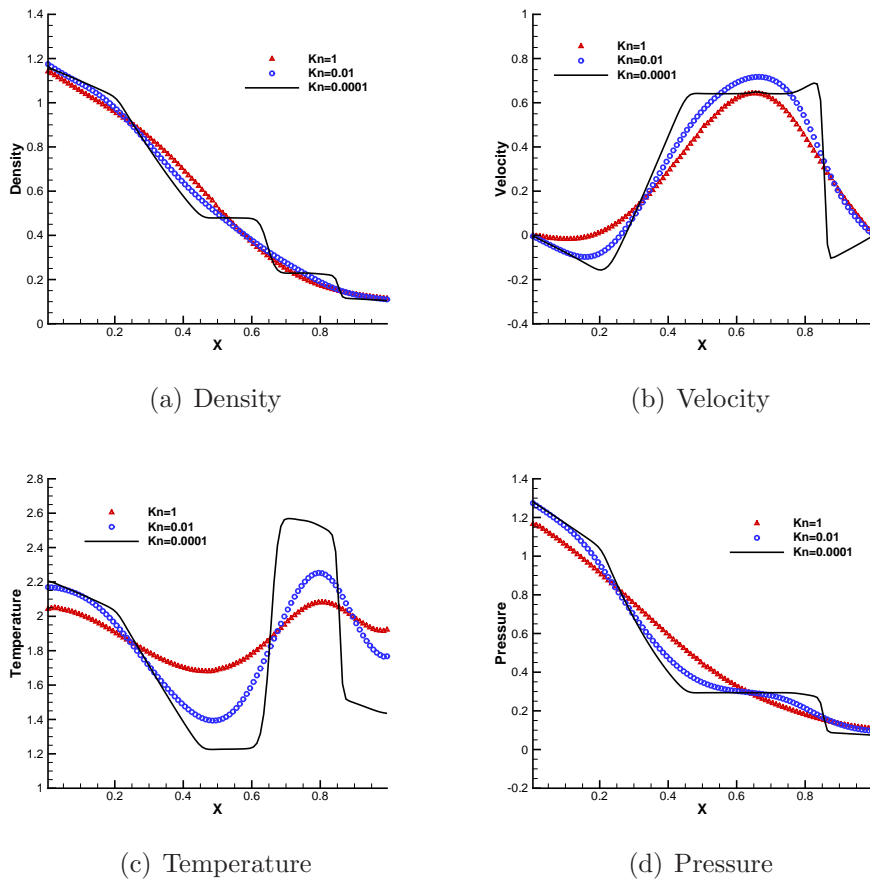 1.4
1.2
1
0.8
0.6
0.4
0.2
0
0.2
0.4
0.6
0.8
Density
X
Kn=1
Kn=0.01
Kn=0.0001
(a) Density
1
0.8
0.6
0.4
0.2
0
-0.2
-0.4
0
0.2
0.4
0.6
0.8
1
Velocity
X
Kn=1
Kn=0.01
Kn=0.0001
(b) Velocity
2.8
2.6
2.4
2.2
2
1.8
1.6
1.4
1.2
1
0.2
0.4
0.6
0.8
Temperature
X
Kn=1
Kn=0.01
Kn=0.0001
(c) Temperature
1.4
1.2
1
0.8
0.6
0.4
0.2
0
-0.2
0
0.2
0.4
0.6
0.8
1
Pressure
X
Kn=1
Kn=0.01
Kn=0.0001
(d) Pressure